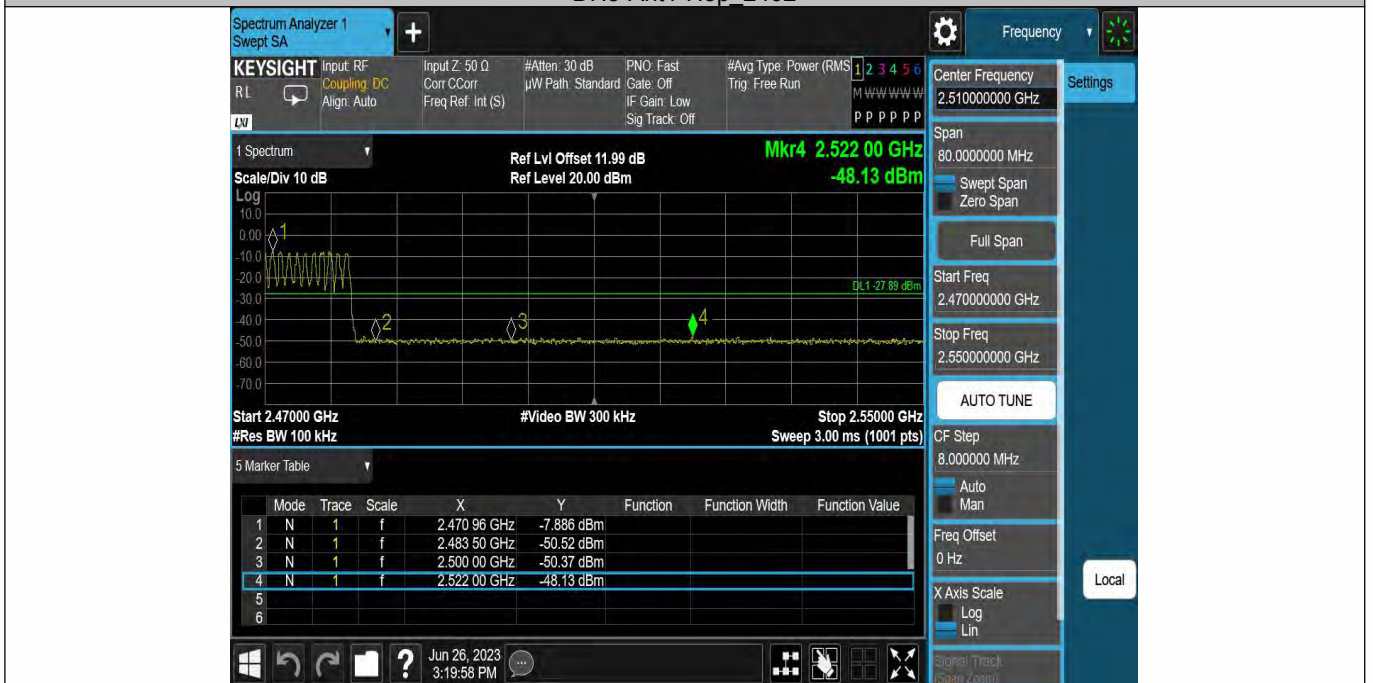 Spectrum Analyzer 1
Swept SA
+
Frequency
KEYSIGHT
RL
LXI
Input: RF
Coupling: DC
Align: Auto
Input Z: 50 Ω
Corr CCorr
Freq Ref: Int (S)
#Atten: 30 dB
µW Path: Standard
PNO: Fast
Gate: Off
IF Gain: Low
Sig Track: Off
#Avg Type: Power (RMS
Trig: Free Run
1 2 3 4 5 6
M W W W W W
P P P P P P
1 Spectrum
Scale/Div 10 dB
Ref Lvl Offset 11.99 dB
Ref Level 20.00 dBm
Mkr4 2.522 00 GHz
-48.13 dBm
Log
10.0
0.00
-10.0
-20.0
-30.0
-40.0
-50.0
-60.0
-70.0
1
2
3
4
DL1 -27.89 dBm
Start 2.47000 GHz
#Video BW 300 kHz
Stop 2.55000 GHz
#Res BW 100 kHz
Sweep 3.00 ms (1001 pts)
5 Marker Table
Mode Trace Scale X Y Function Function Width Function Value
1 N 1 f 2.470 96 GHz -7.886 dBm
2 N 1 f 2.483 50 GHz -50.52 dBm
3 N 1 f 2.500 00 GHz -50.37 dBm
4 N 1 f 2.522 00 GHz -48.13 dBm
5
6
Jun 26, 2023
3:19:58 PM
Center Frequency
2.510000000 GHz
Settings
Span
80.0000000 MHz
Swept Span
Zero Span
Full Span
Start Freq
2.470000000 GHz
Stop Freq
2.550000000 GHz
AUTO TUNE
CF Step
8.000000 MHz
Auto
Man
Freq Offset
0 Hz
X Axis Scale
Log
Lin
Local
Signal Track
(Span Zoom)